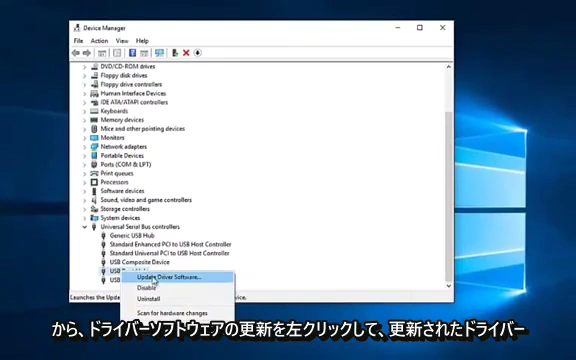 Device Manager
File Action View Help
DVD/CD-ROM drives
Floppy disk drives
Floppy drive controllers
Human Interface Devices
IDE ATA/ATAPI controllers
Keyboards
Memory devices
Mice and other pointing devices
Monitors
Network adapters
Portable Devices
Ports (COM & LPT)
Print queues
Processors
Software devices
Sound, video and game controllers
Storage controllers
System devices
Universal Serial Bus controllers
Generic USB Hub
Standard Enhanced PCI to USB Host Controller
Standard Universal PCI to USB Host Controller
USB Composite Device
USB
Update Driver Software...
USB
Disable
Launches the Upda
Uninstall
ice.
Scan for hardware changes
から、ドライバーソフトウェアの更新を左クリックして、更新されたドライバー